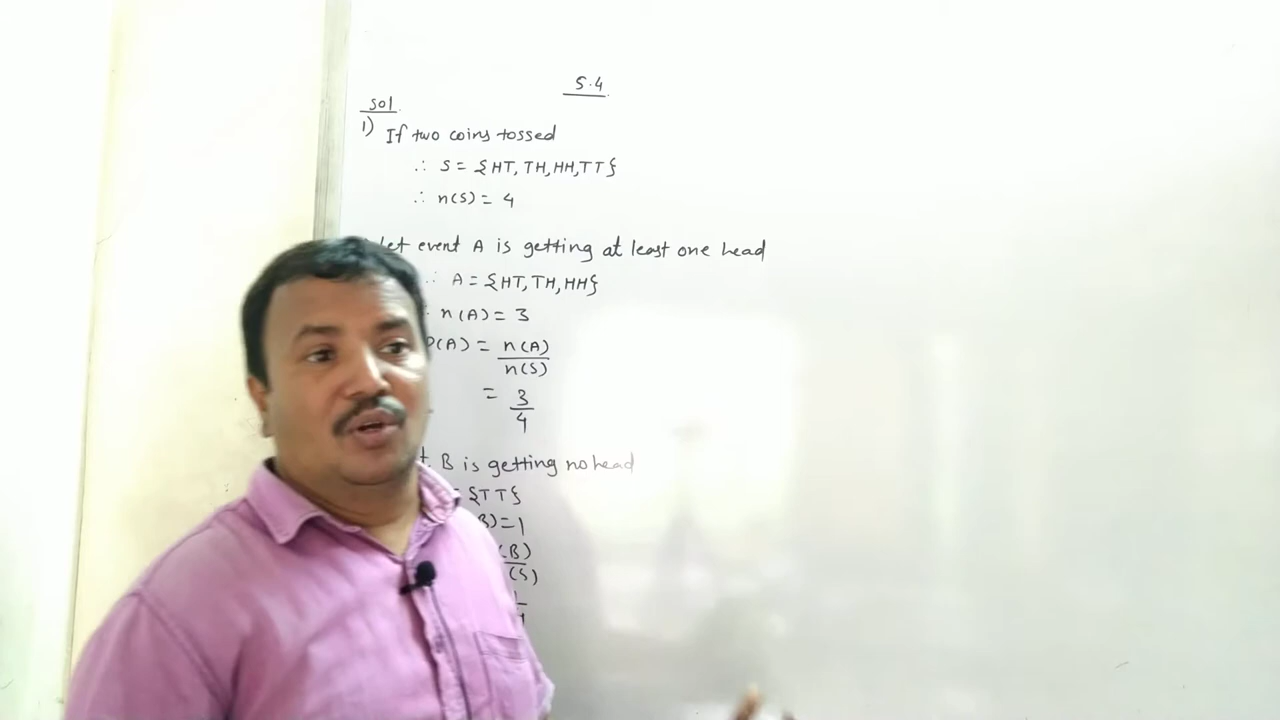 5.4
sol.
1) If two coins tossed
∴ S = {HT, TH, HH, TT}
∴ n(S) = 4
let event A is getting at least one head
∴ A = {HT, TH, HH}
n(A) = 3
P(A) = n(A)/n(S)
= 3/4
B is getting no head
= {TT}
B) = 1
(B)
(S)